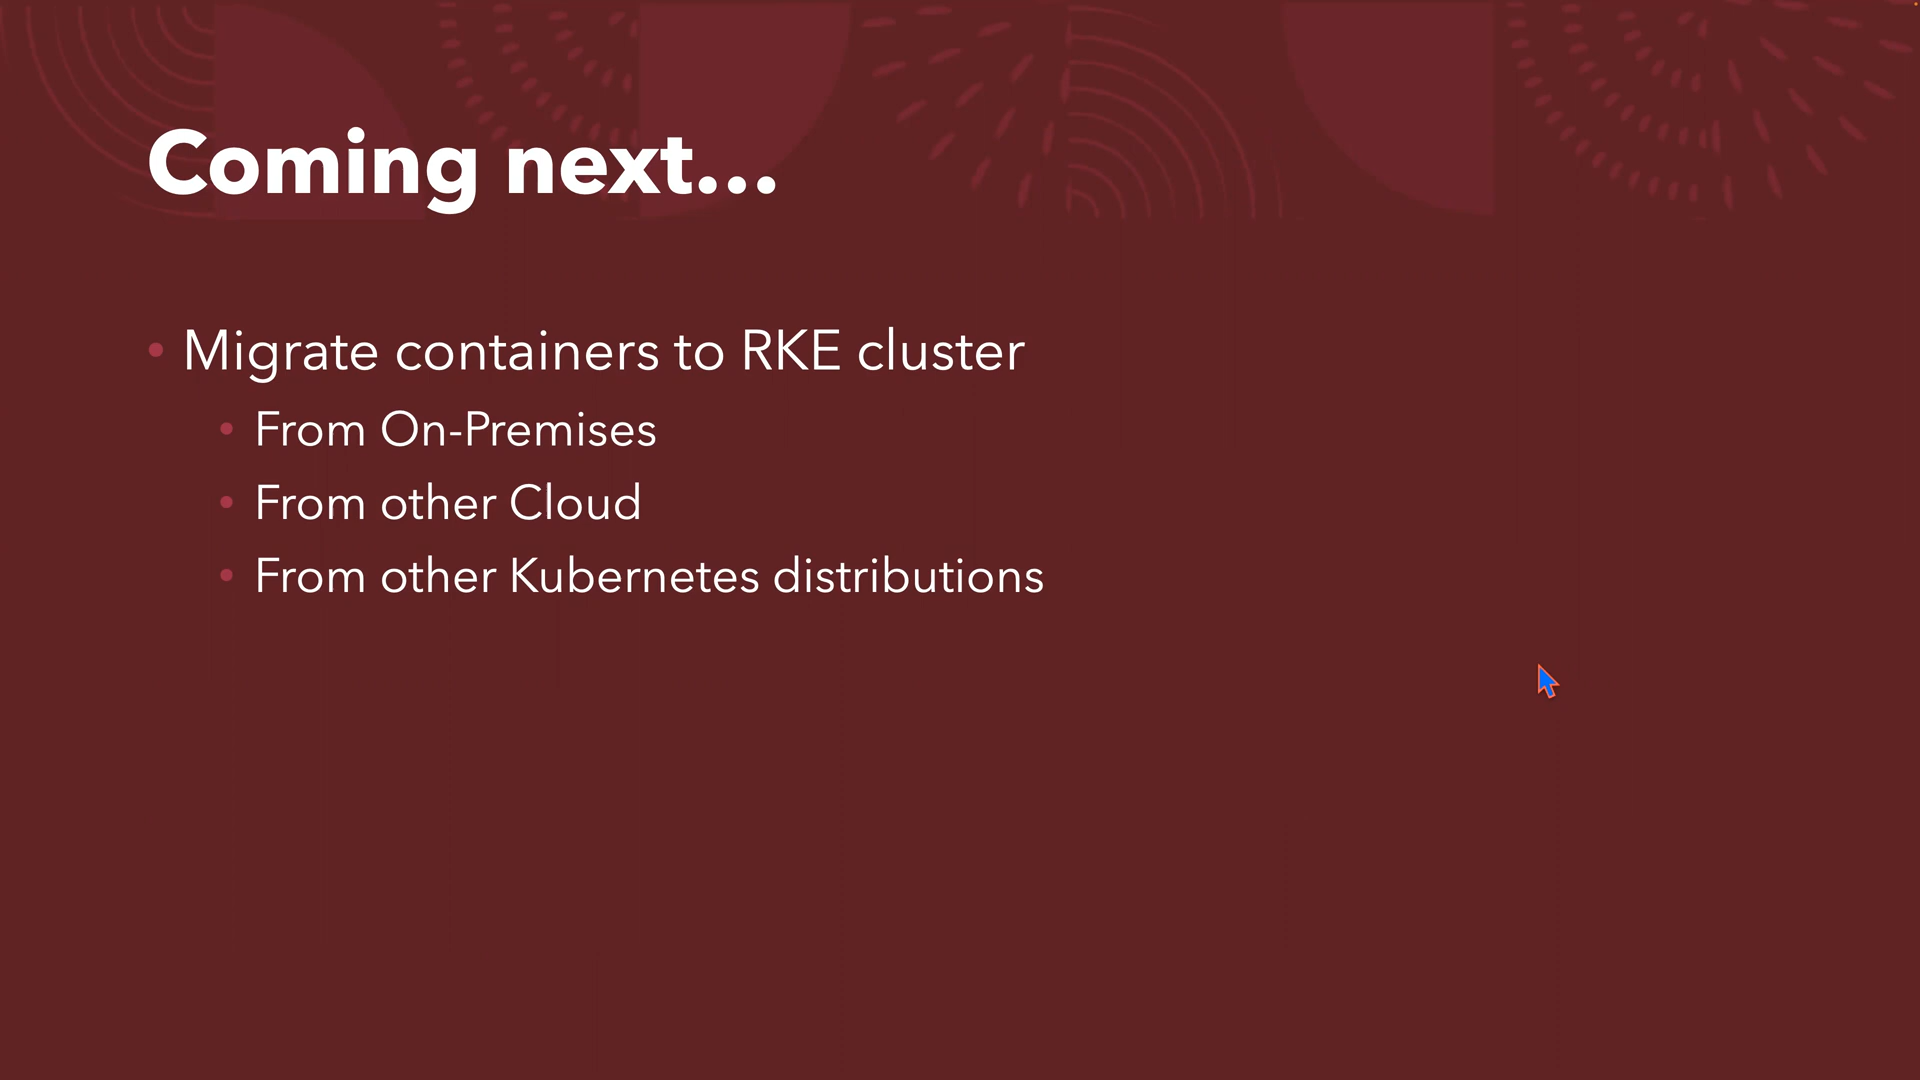 Coming next...
• Migrate containers to RKE cluster
• From On-Premises
• From other Cloud
• From other Kubernetes distributions